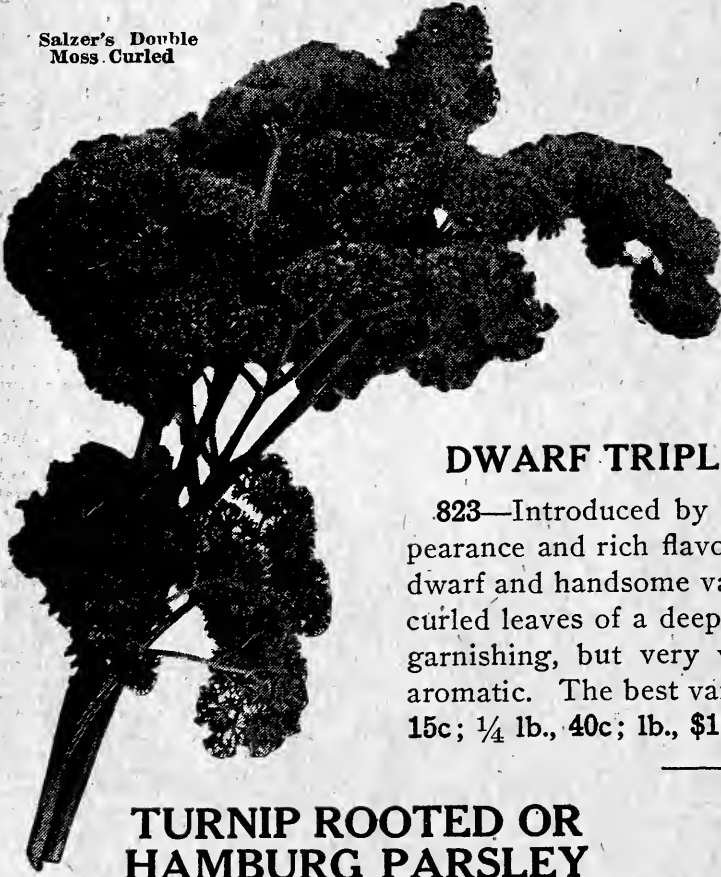 Salzer's Double
Moss Curled
DWARF TRIPL
823—Introduced by
pearance and rich flavo
dwarf and handsome va
curled leaves of a deep
garnishing, but very v
aromatic. The best va
15c; ¼ lb., 40c; lb., $1
TURNIP ROOTED OR
HAMBURG PARSLEY